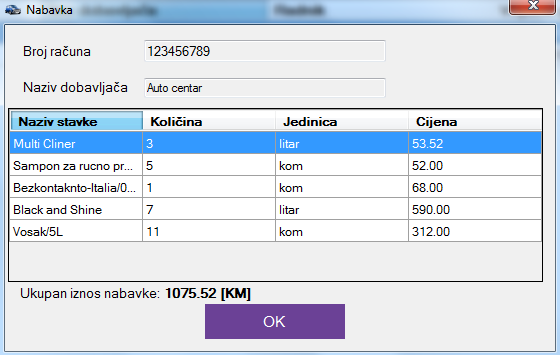 Nabavka
Broj računa 123456789
Naziv dobavljača Auto centar
Naziv stavke Količina Jedinica Cijena
Multi Cliner 3 litar 53.52
Sampon za rucno pr... 5 kom 52.00
Bezkontaknto-Italia/0... 1 kom 68.00
Black and Shine 7 litar 590.00
Vosak/5L 11 kom 312.00
Ukupan iznos nabavke: 1075.52 [KM]
OK